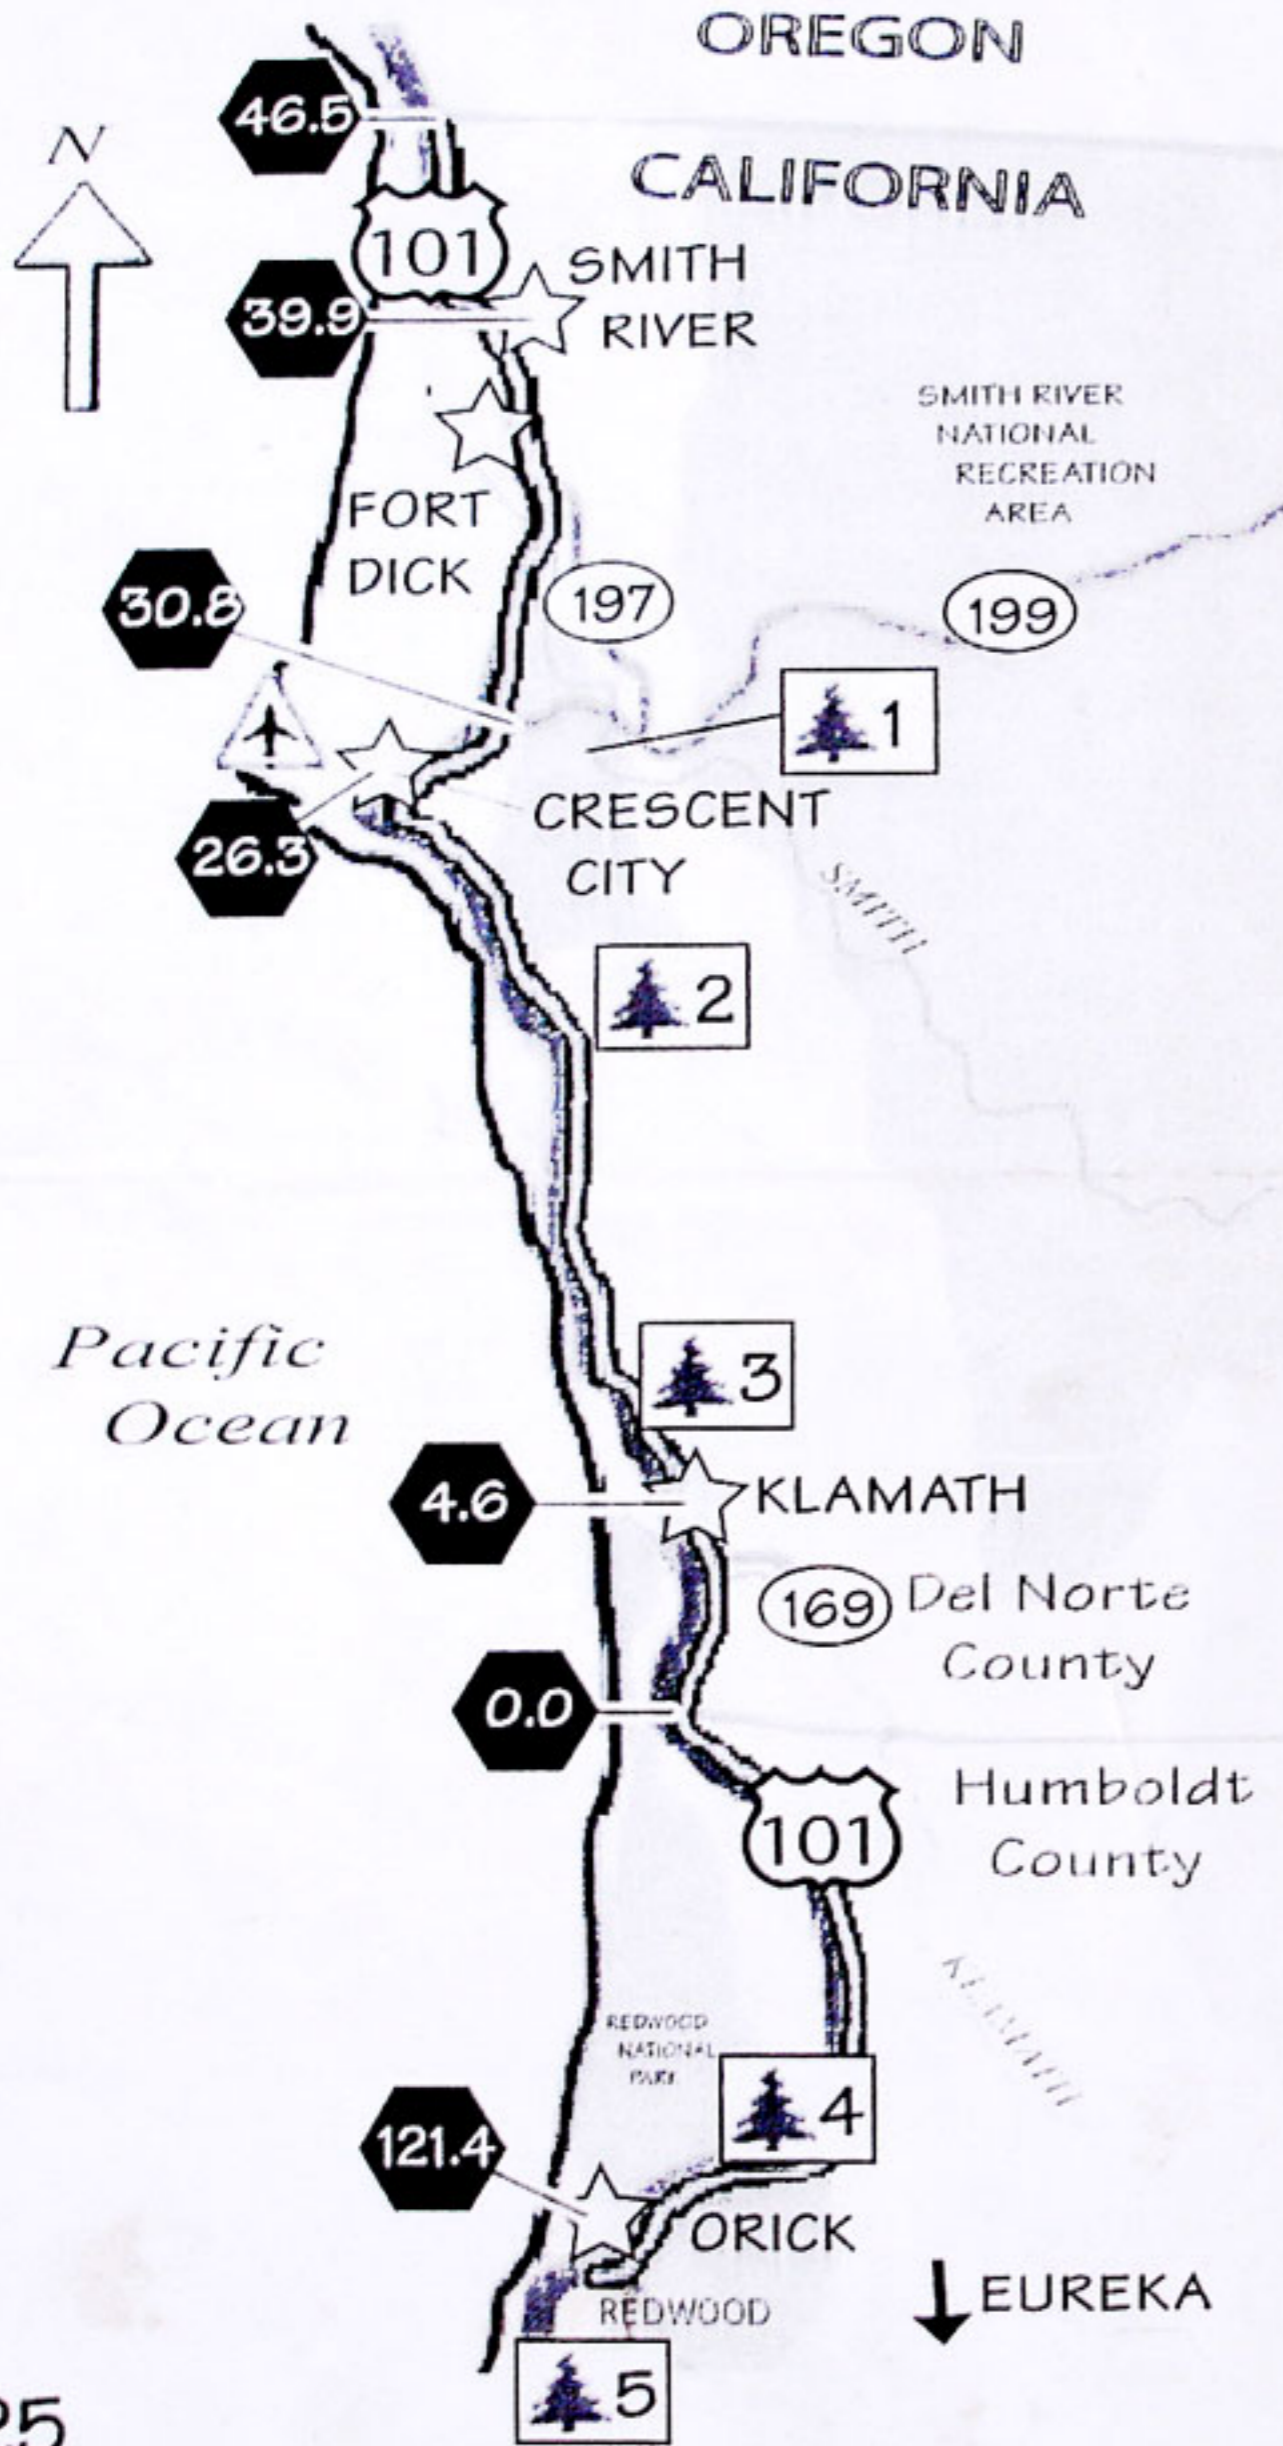 OREGON
46.5
N
CALIFORNIA
101
SMITH
RIVER
39.9
SMITH RIVER
NATIONAL
RECREATION
AREA
FORT
DICK
30.8
197
199
1
CRESCENT
CITY
26.3
SMITH
2
Pacific
Ocean
3
4.6
KLAMATH
169
Del Norte
County
0.0
Humboldt
County
101
KLAMATH
REDWOOD
NATIONAL
PARK
4
121.4
ORICK
EUREKA
REDWOOD
5
25